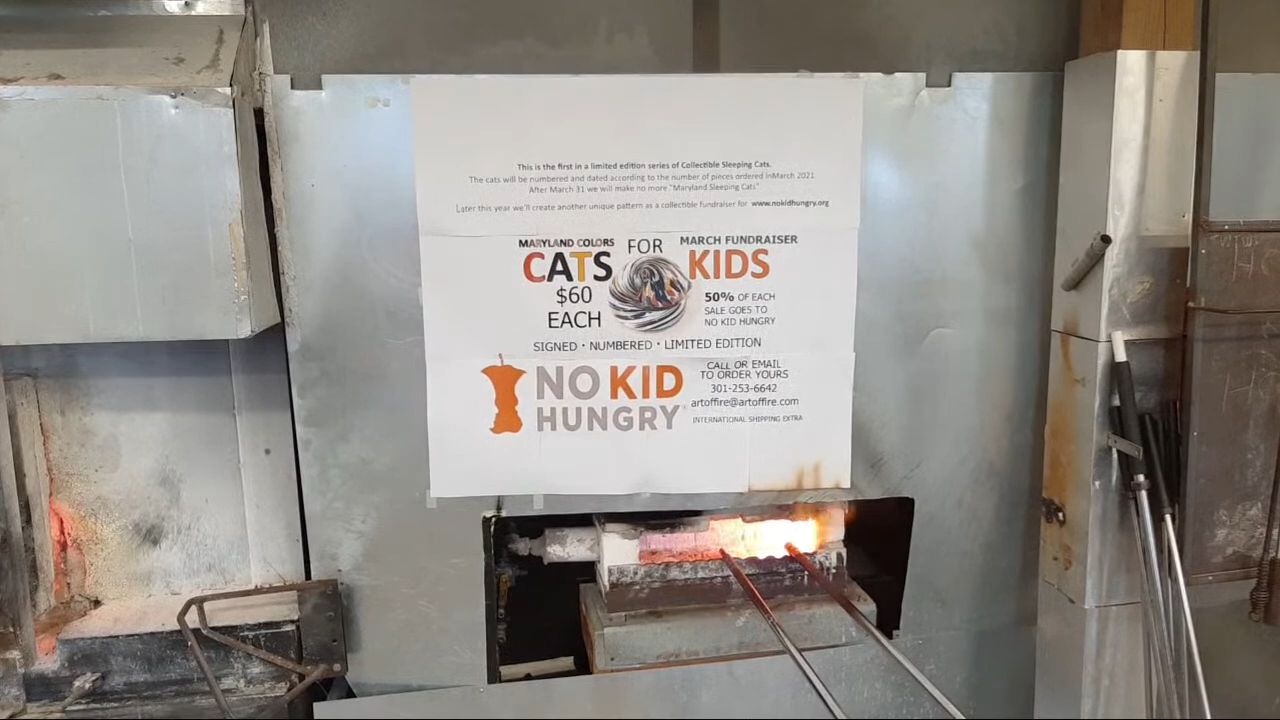 This is the first in a limited edition series of Collectible Sleeping Cats.
The cats will be numbered and dated according to the number of pieces ordered inMarch 2021.
After March 31 we will make no more "Maryland Sleeping Cats"
Later this year we'll create another unique pattern as a collectible fundraiser for www.nokidhungry.org
MARYLAND COLORS
CATS
FOR
MARCH FUNDRAISER
KIDS
$60
EACH
50% OF EACH
SALE GOES TO
NO KID HUNGRY
SIGNED · NUMBERED · LIMITED EDITION
NO KID
HUNGRY
CALL OR EMAIL
TO ORDER YOURS
301-253-6642
artoffire@artoffire.com
INTERNATIONAL SHIPPING EXTRA